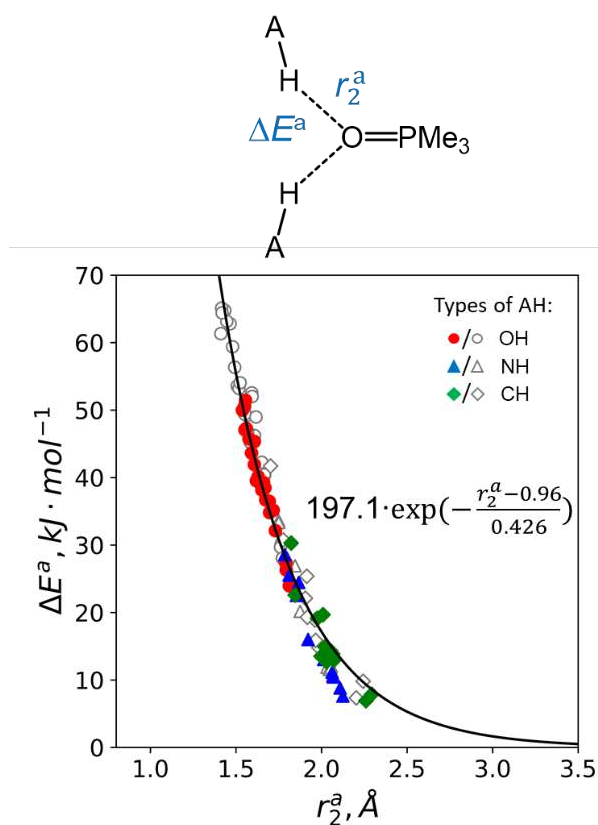 A
H
r₂ᵃ
ΔEᵃ
O=PMe₃
H
A
70
60
50
40
30
20
10
0
ΔEᵃ, kJ · mol⁻¹
Types of AH:
/ OH
/ NH
/ CH
197.1·exp(−(r₂ᵃ−0.96)/0.426)
1.0 1.5 2.0 2.5 3.0 3.5
r₂ᵃ, Å